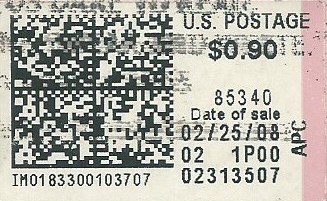 U.S. POSTAGE
$0.90
85340
Date of sale
02/25/08
02 1P00
02313507
APC
IM0183300103707